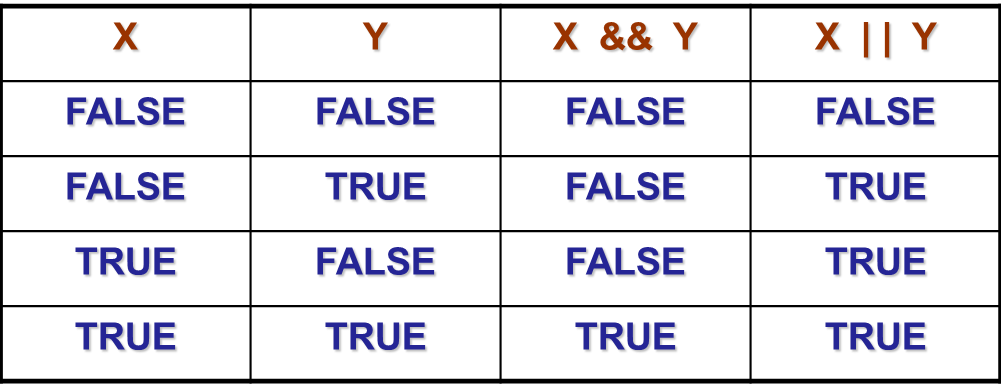 X Y X && Y X || Y
FALSE FALSE FALSE FALSE
FALSE TRUE FALSE TRUE
TRUE FALSE FALSE TRUE
TRUE TRUE TRUE TRUE